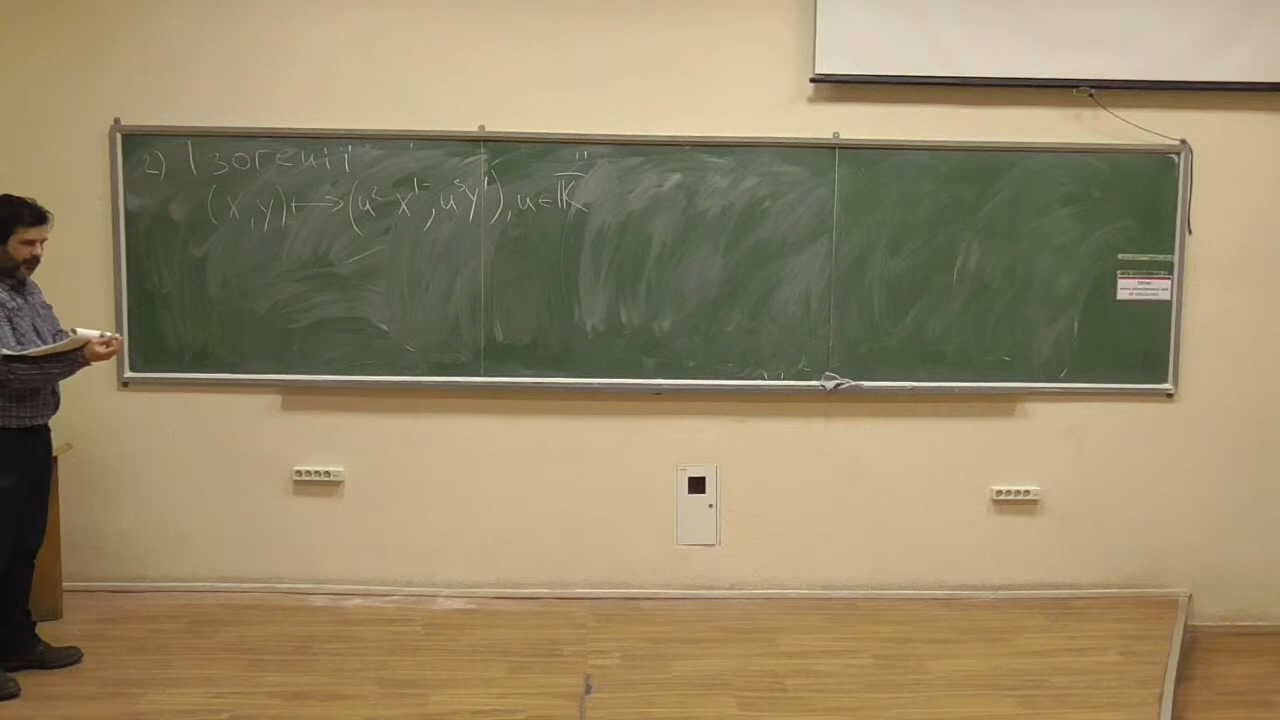 2) Ізогенії
(x, y) ↦ (u²x', u³y'), u ∈ K̅